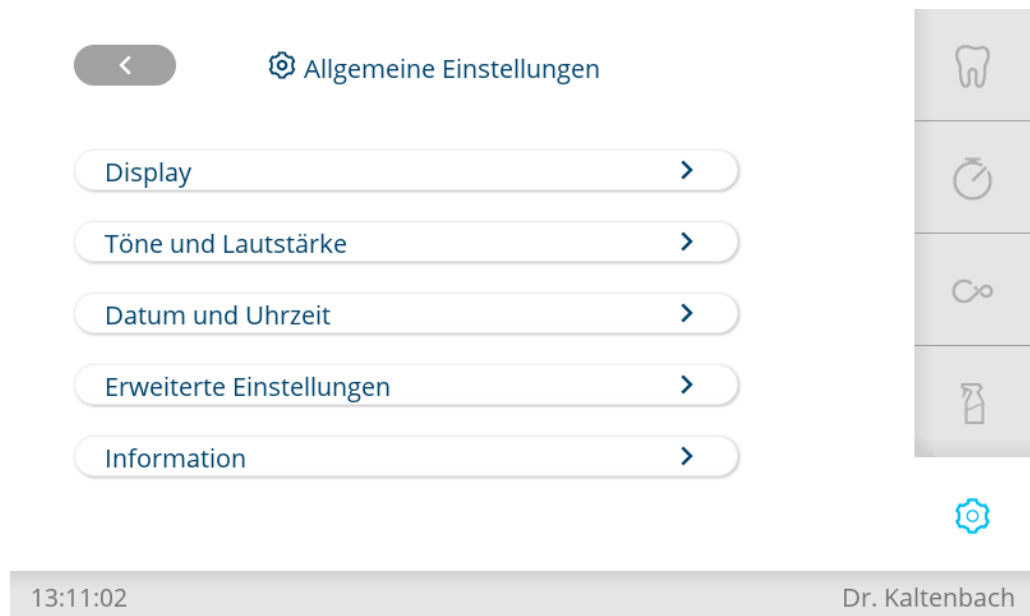 Allgemeine Einstellungen
Display
Töne und Lautstärke
Datum und Uhrzeit
Erweiterte Einstellungen
Information
13:11:02
Dr. Kaltenbach